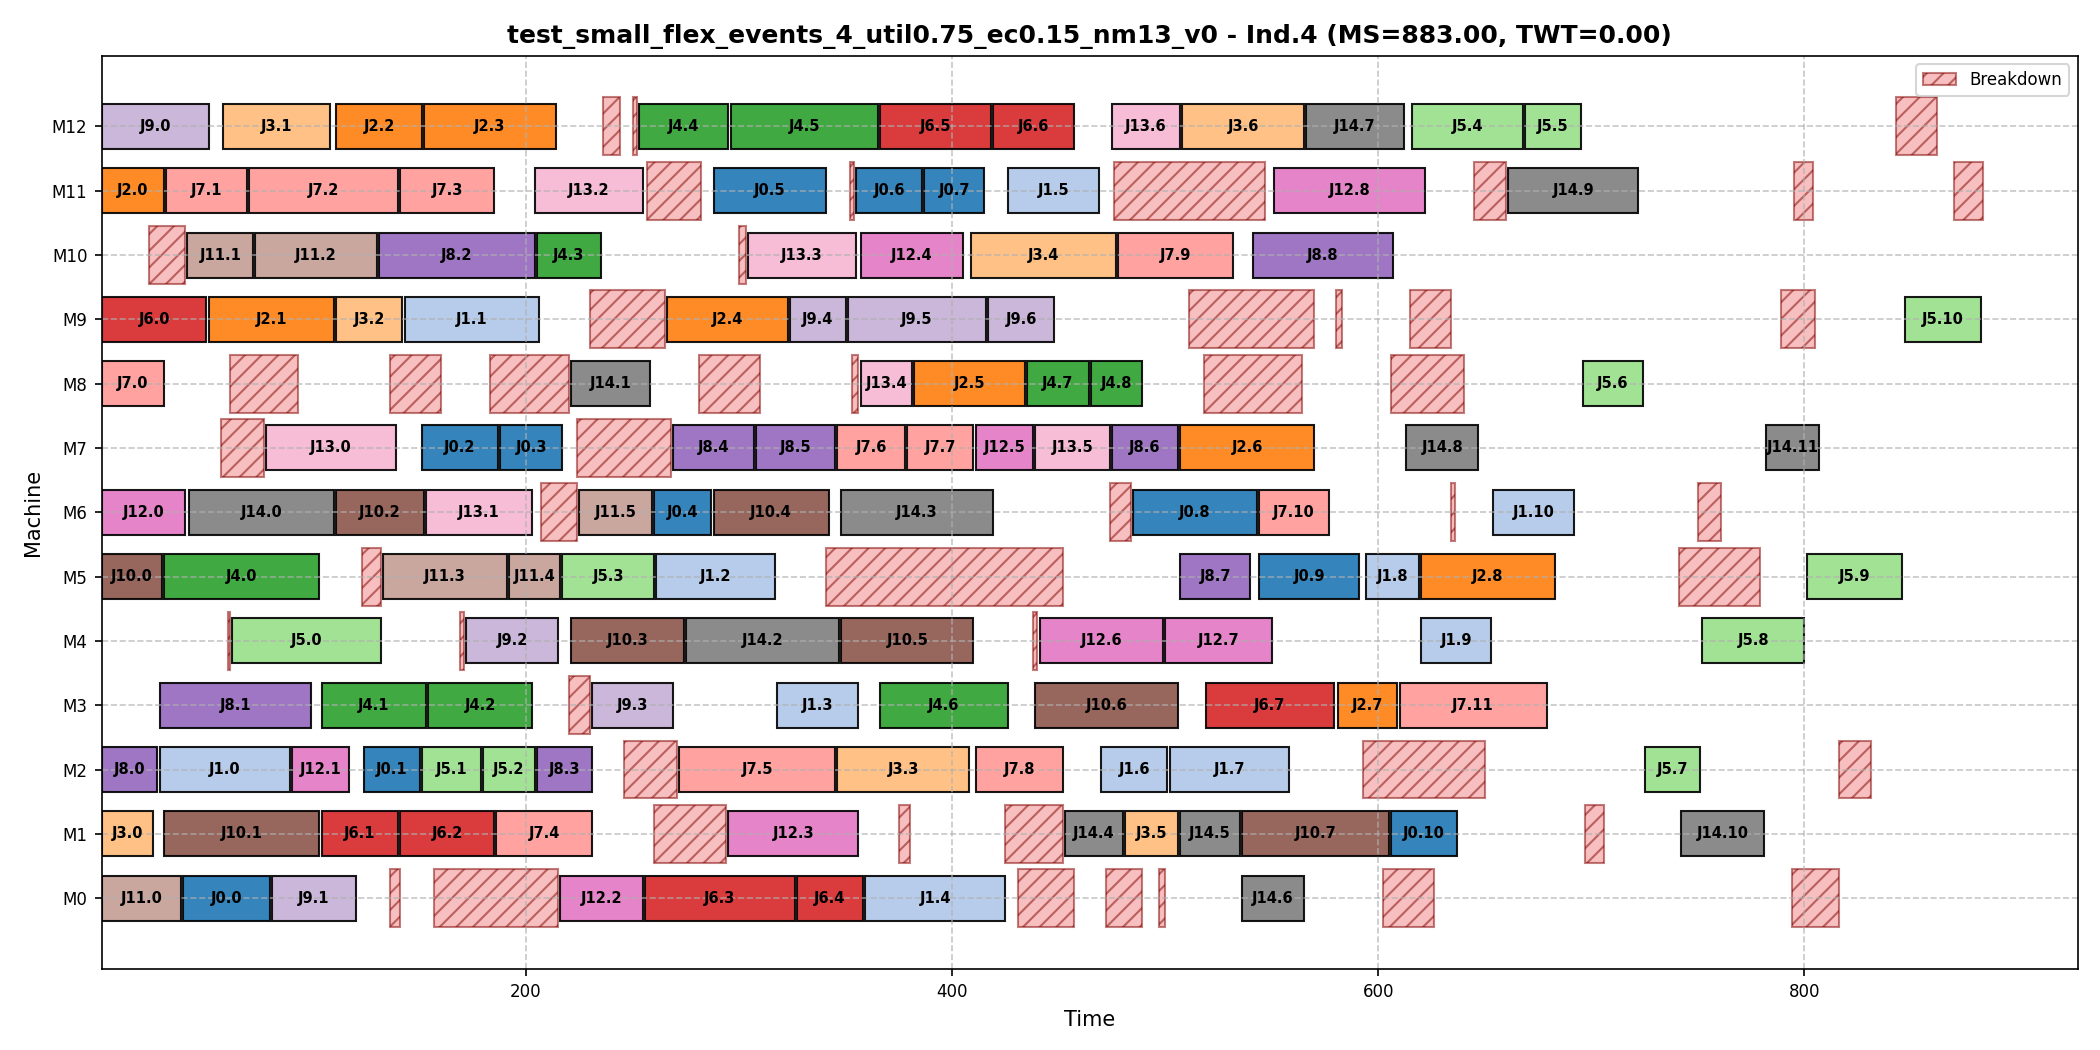 test_small_flex_events_4_util0.75_ec0.15_nm13_v0 - Ind.4 (MS=883.00, TWT=0.00)
Breakdown
M12 J9.0 J3.1 J2.2 J2.3 J4.4 J4.5 J6.5 J6.6 J13.6 J3.6 J14.7 J5.4 J5.5
M11 J2.0 J7.1 J7.2 J7.3 J13.2 J0.5 J0.6 J0.7 J1.5 J12.8 J14.9
M10 J11.1 J11.2 J8.2 J4.3 J13.3 J12.4 J3.4 J7.9 J8.8
M9 J6.0 J2.1 J3.2 J1.1 J2.4 J9.4 J9.5 J9.6 J5.10
M8 J7.0 J14.1 J13.4 J2.5 J4.7 J4.8 J5.6
M7 J13.0 J0.2 J0.3 J8.4 J8.5 J7.6 J7.7 J12.5 J13.5 J8.6 J2.6 J14.8 J14.11
M6 J12.0 J14.0 J10.2 J13.1 J11.5 J0.4 J10.4 J14.3 J0.8 J7.10 J1.10
M5 J10.0 J4.0 J11.3 J11.4 J5.3 J1.2 J8.7 J0.9 J1.8 J2.8 J5.9
M4 J5.0 J9.2 J10.3 J14.2 J10.5 J12.6 J12.7 J1.9 J5.8
M3 J8.1 J4.1 J4.2 J9.3 J1.3 J4.6 J10.6 J6.7 J2.7 J7.11
M2 J8.0 J1.0 J12.1 J0.1 J5.1 J5.2 J8.3 J7.5 J3.3 J7.8 J1.6 J1.7 J5.7
M1 J3.0 J10.1 J6.1 J6.2 J7.4 J12.3 J14.4 J3.5 J14.5 J10.7 J0.10 J14.10
M0 J11.0 J0.0 J9.1 J12.2 J6.3 J6.4 J1.4 J14.6
Machine
200 400 600 800
Time